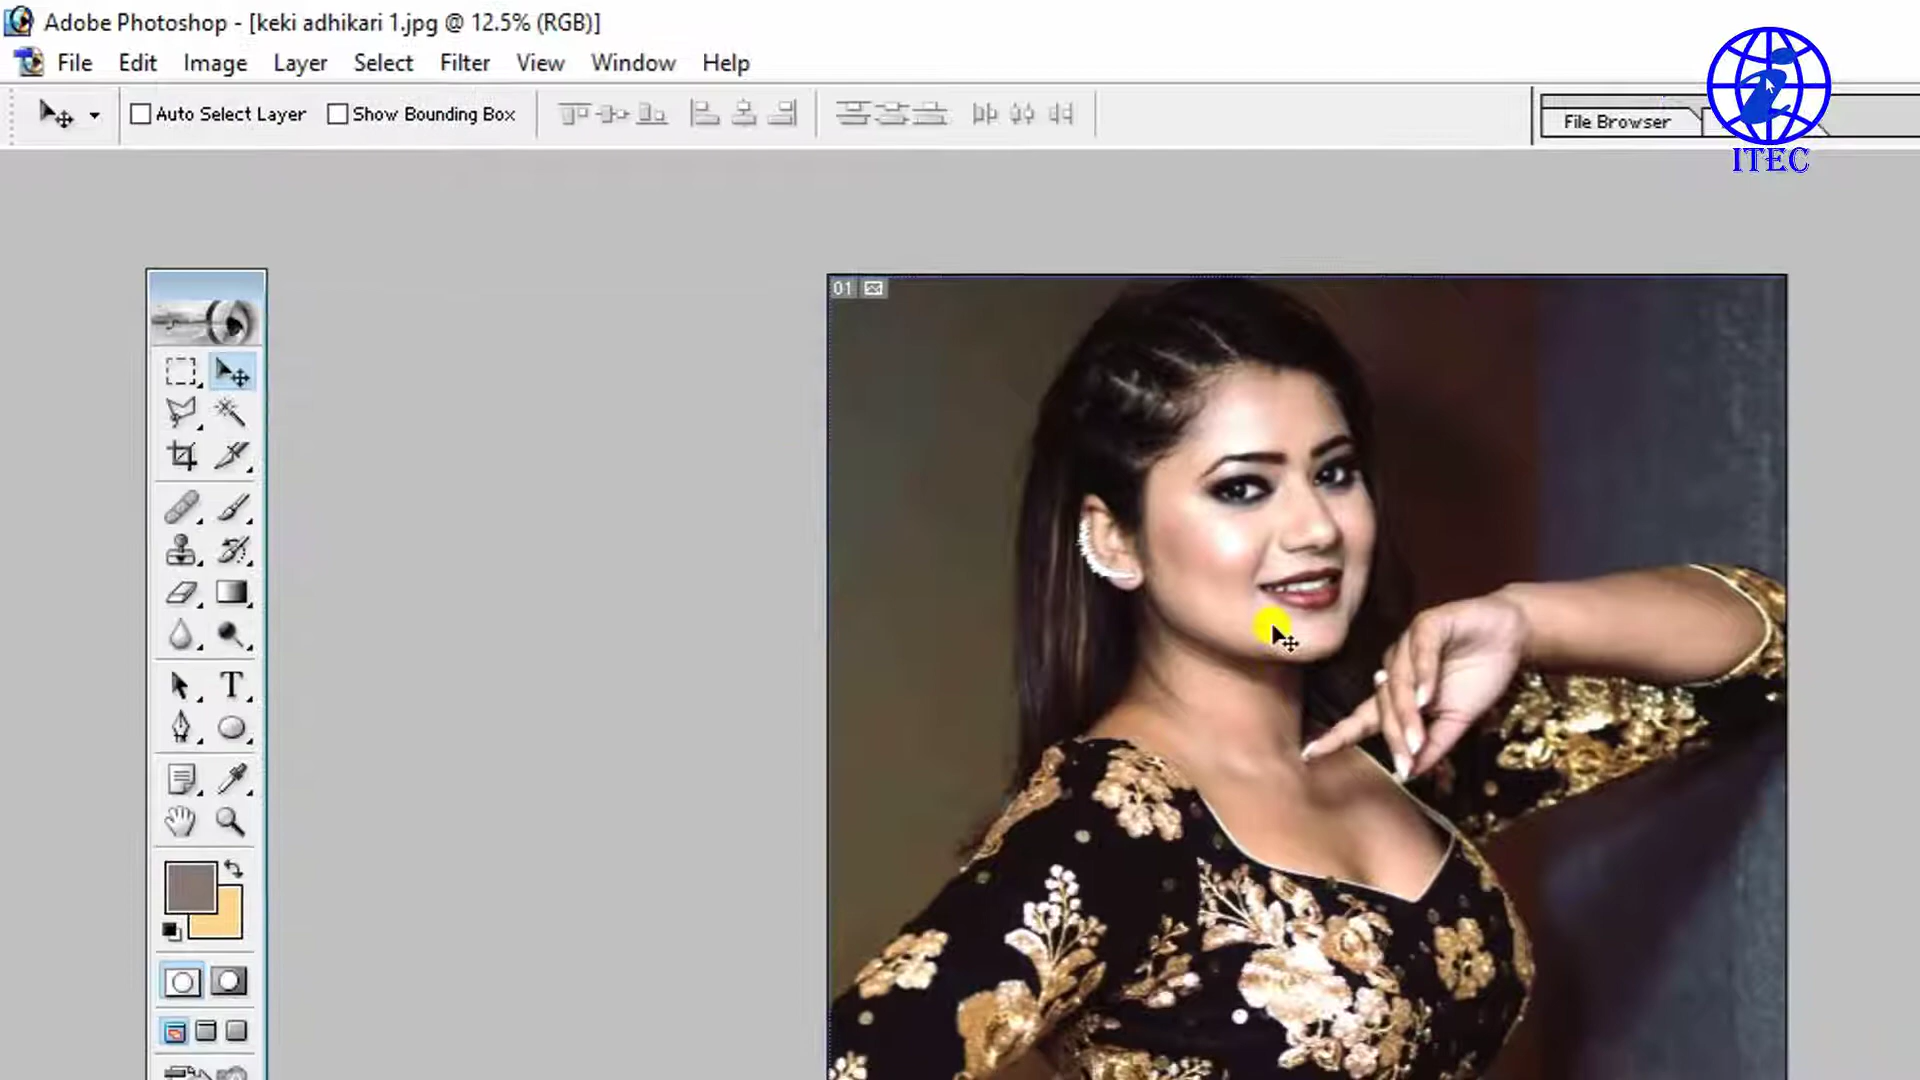 Adobe Photoshop - [keki adhikari 1.jpg @ 12.5% (RGB)]
File Edit Image Layer Select Filter View Window Help
Auto Select Layer Show Bounding Box File Browser
ITEC
01
T